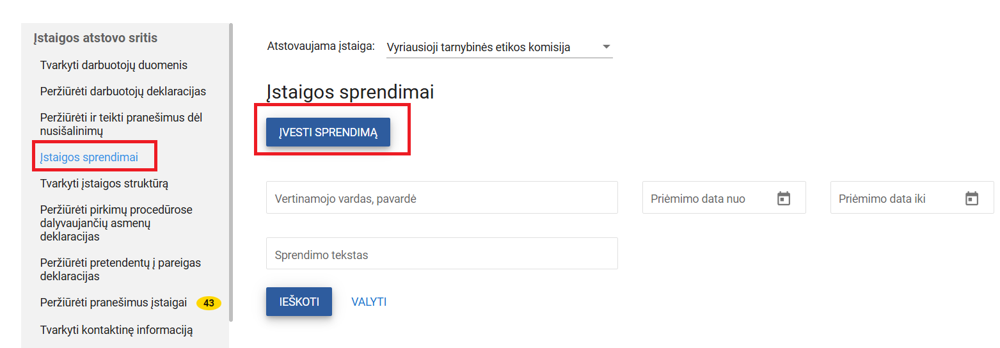 Įstaigos atstovo sritis
Tvarkyti darbuotojų duomenis
Peržiūrėti darbuotojų deklaracijas
Peržiūrėti ir teikti pranešimus dėl
nusišalinimų
Įstaigos sprendimai
Tvarkyti įstaigos struktūrą
Peržiūrėti pirkimų procedūrose
dalyvaujančių asmenų
deklaracijas
Peržiūrėti pretendentų į pareigas
deklaracijas
Peržiūrėti pranešimus įstaigai 43
Tvarkyti kontaktinę informaciją
Atstovaujama įstaiga: Vyriausioji tarnybinės etikos komisija
Įstaigos sprendimai
ĮVESTI SPRENDIMĄ
Vertinamojo vardas, pavardė
Priėmimo data nuo
Priėmimo data iki
Sprendimo tekstas
IEŠKOTI
VALYTI